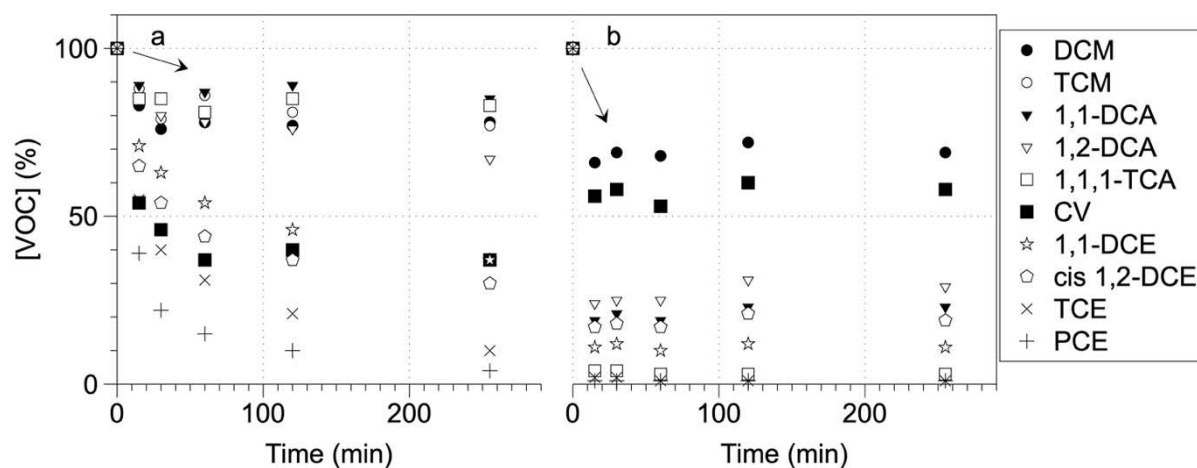 a
b
[VOC] (%)
100
50
0
0
100
200
Time (min)
0
100
200
Time (min)
DCM
TCM
1,1-DCA
1,2-DCA
1,1,1-TCA
CV
1,1-DCE
cis 1,2-DCE
TCE
PCE